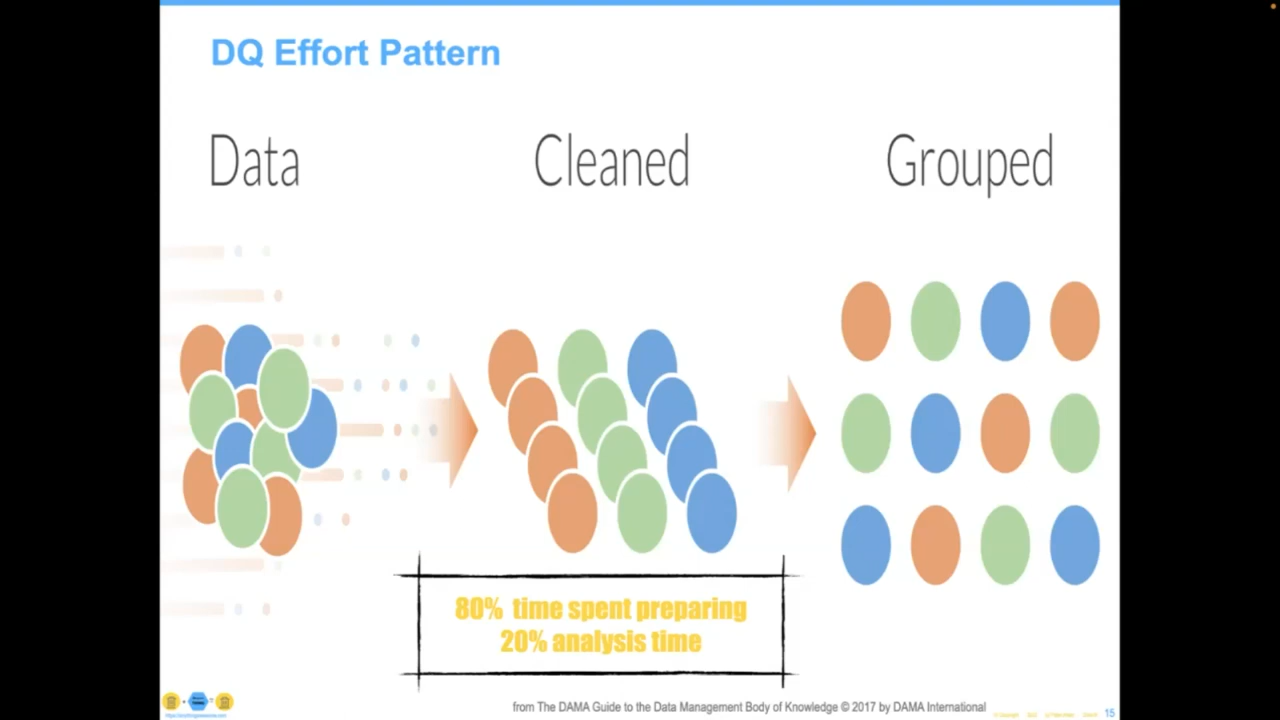 DQ Effort Pattern
Data
Cleaned
Grouped
80% time spent preparing
20% analysis time
from The DAMA Guide to the Data Management Body of Knowledge © 2017 by DAMA International
15